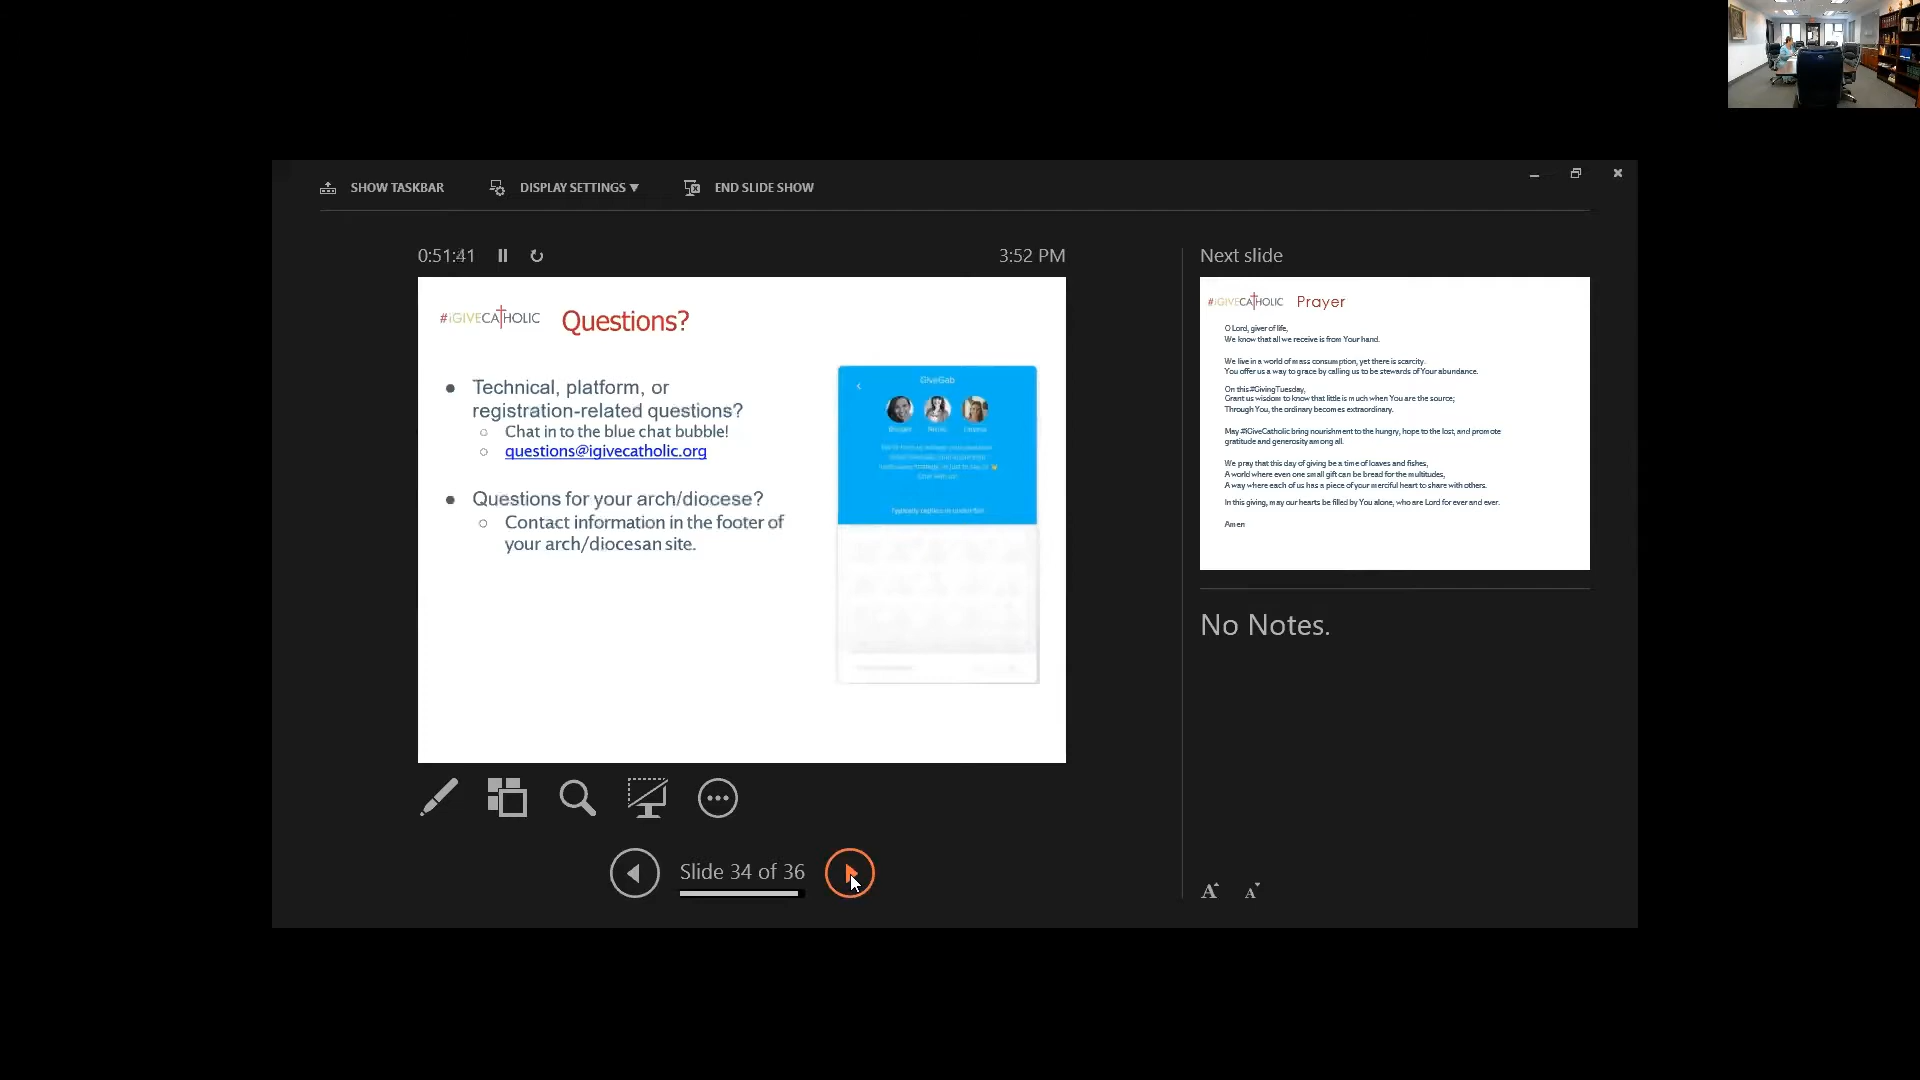 SHOW TASKBAR
DISPLAY SETTINGS ▼
END SLIDE SHOW
0:51:41
3:52 PM
#iGIVECATHOLIC Questions?
● Technical, platform, or
registration-related questions?
○ Chat in to the blue chat bubble!
○ questions@igivecatholic.org
● Questions for your arch/diocese?
○ Contact information in the footer of
your arch/diocesan site.
GiveGab
Slide 34 of 36
Next slide
#iGIVECATHOLIC Prayer
O Lord, giver of life,
We know that all we receive is from Your hand.
We live in a world of mass consumption, yet there is scarcity.
You offer us a way to grace by calling us to be stewards of Your abundance.
On this #GivingTuesday,
Grant us wisdom to know that little is much when You are the source;
Through You, the ordinary becomes extraordinary.
May #iGiveCatholic bring nourishment to the hungry, hope to the lost, and promote
gratitude and generosity among all.
We pray that this day of giving be a time of loaves and fishes,
A world where even one small gift can be bread for the multitudes,
A way where each of us has a piece of your merciful heart to share with others.
In this giving, may our hearts be filled by You alone, who are Lord for ever and ever.
Amen
No Notes.
A A